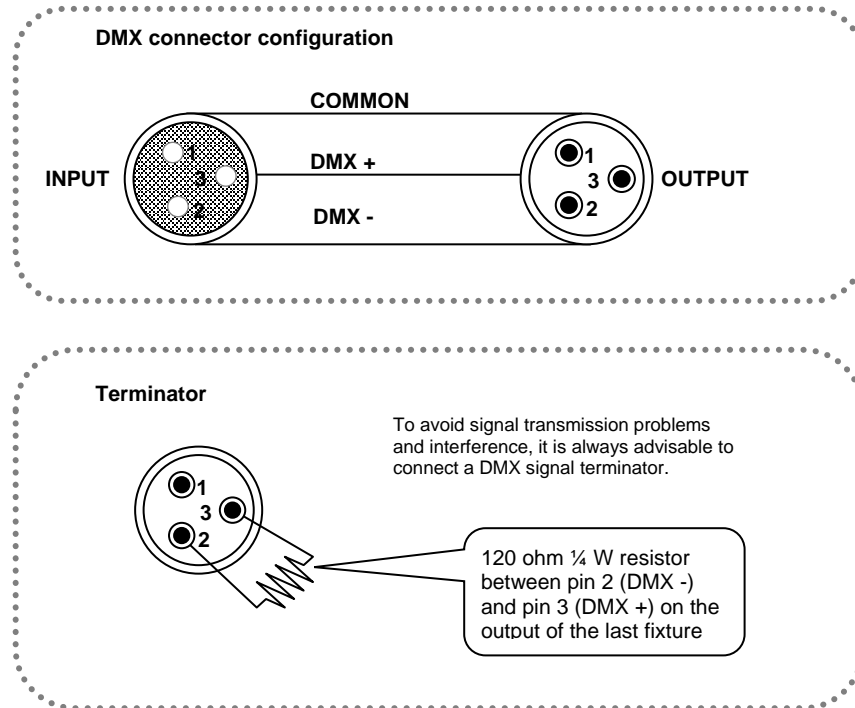 DMX connector configuration
COMMON
INPUT
1
3
2
DMX +
DMX -
1
3
2
OUTPUT
Terminator
To avoid signal transmission problems
and interference, it is always advisable to
connect a DMX signal terminator.
1
3
2
120 ohm ¼ W resistor
between pin 2 (DMX -)
and pin 3 (DMX +) on the
output of the last fixture